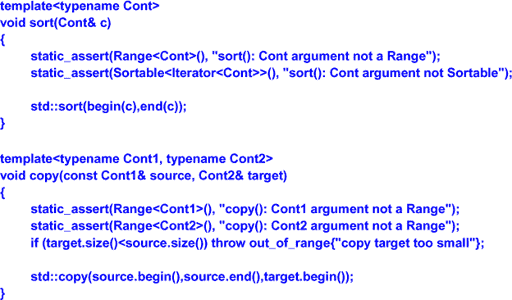 template<typename Cont>
void sort(Cont& c)
{
static_assert(Range<Cont>(), "sort(): Cont argument not a Range");
static_assert(Sortable<Iterator<Cont>>(), "sort(): Cont argument not Sortable");
std::sort(begin(c),end(c));
}
template<typename Cont1, typename Cont2>
void copy(const Cont1& source, Cont2& target)
{
static_assert(Range<Cont1>(), "copy(): Cont1 argument not a Range");
static_assert(Range<Cont2>(), "copy(): Cont2 argument not a Range");
if (target.size()<source.size()) throw out_of_range{"copy target too small"};
std::copy(source.begin(),source.end(),target.begin());
}